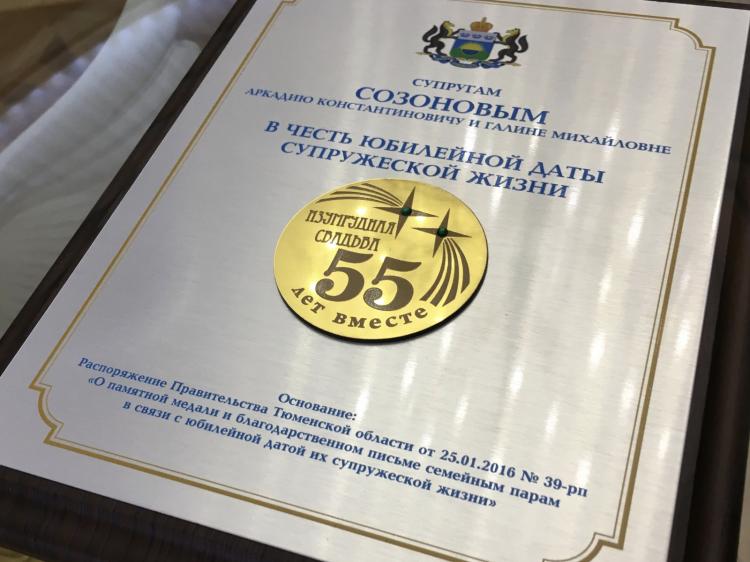 СУПРУГАМ
СОЗОНОВЫМ
АРКАДИЮ КОНСТАНТИНОВИЧУ И ГАЛИНЕ МИХАЙЛОВНЕ
В ЧЕСТЬ ЮБИЛЕЙНОЙ ДАТЫ
СУПРУЖЕСКОЙ ЖИЗНИ
ИЗУМРУДНАЯ
СВАДЬБА
55
лет вместе
Основание:
Распоряжение Правительства Тюменской области от 25.01.2016 № 39-рп
«О памятной медали и благодарственном письме семейным парам
в связи с юбилейной датой их супружеской жизни»